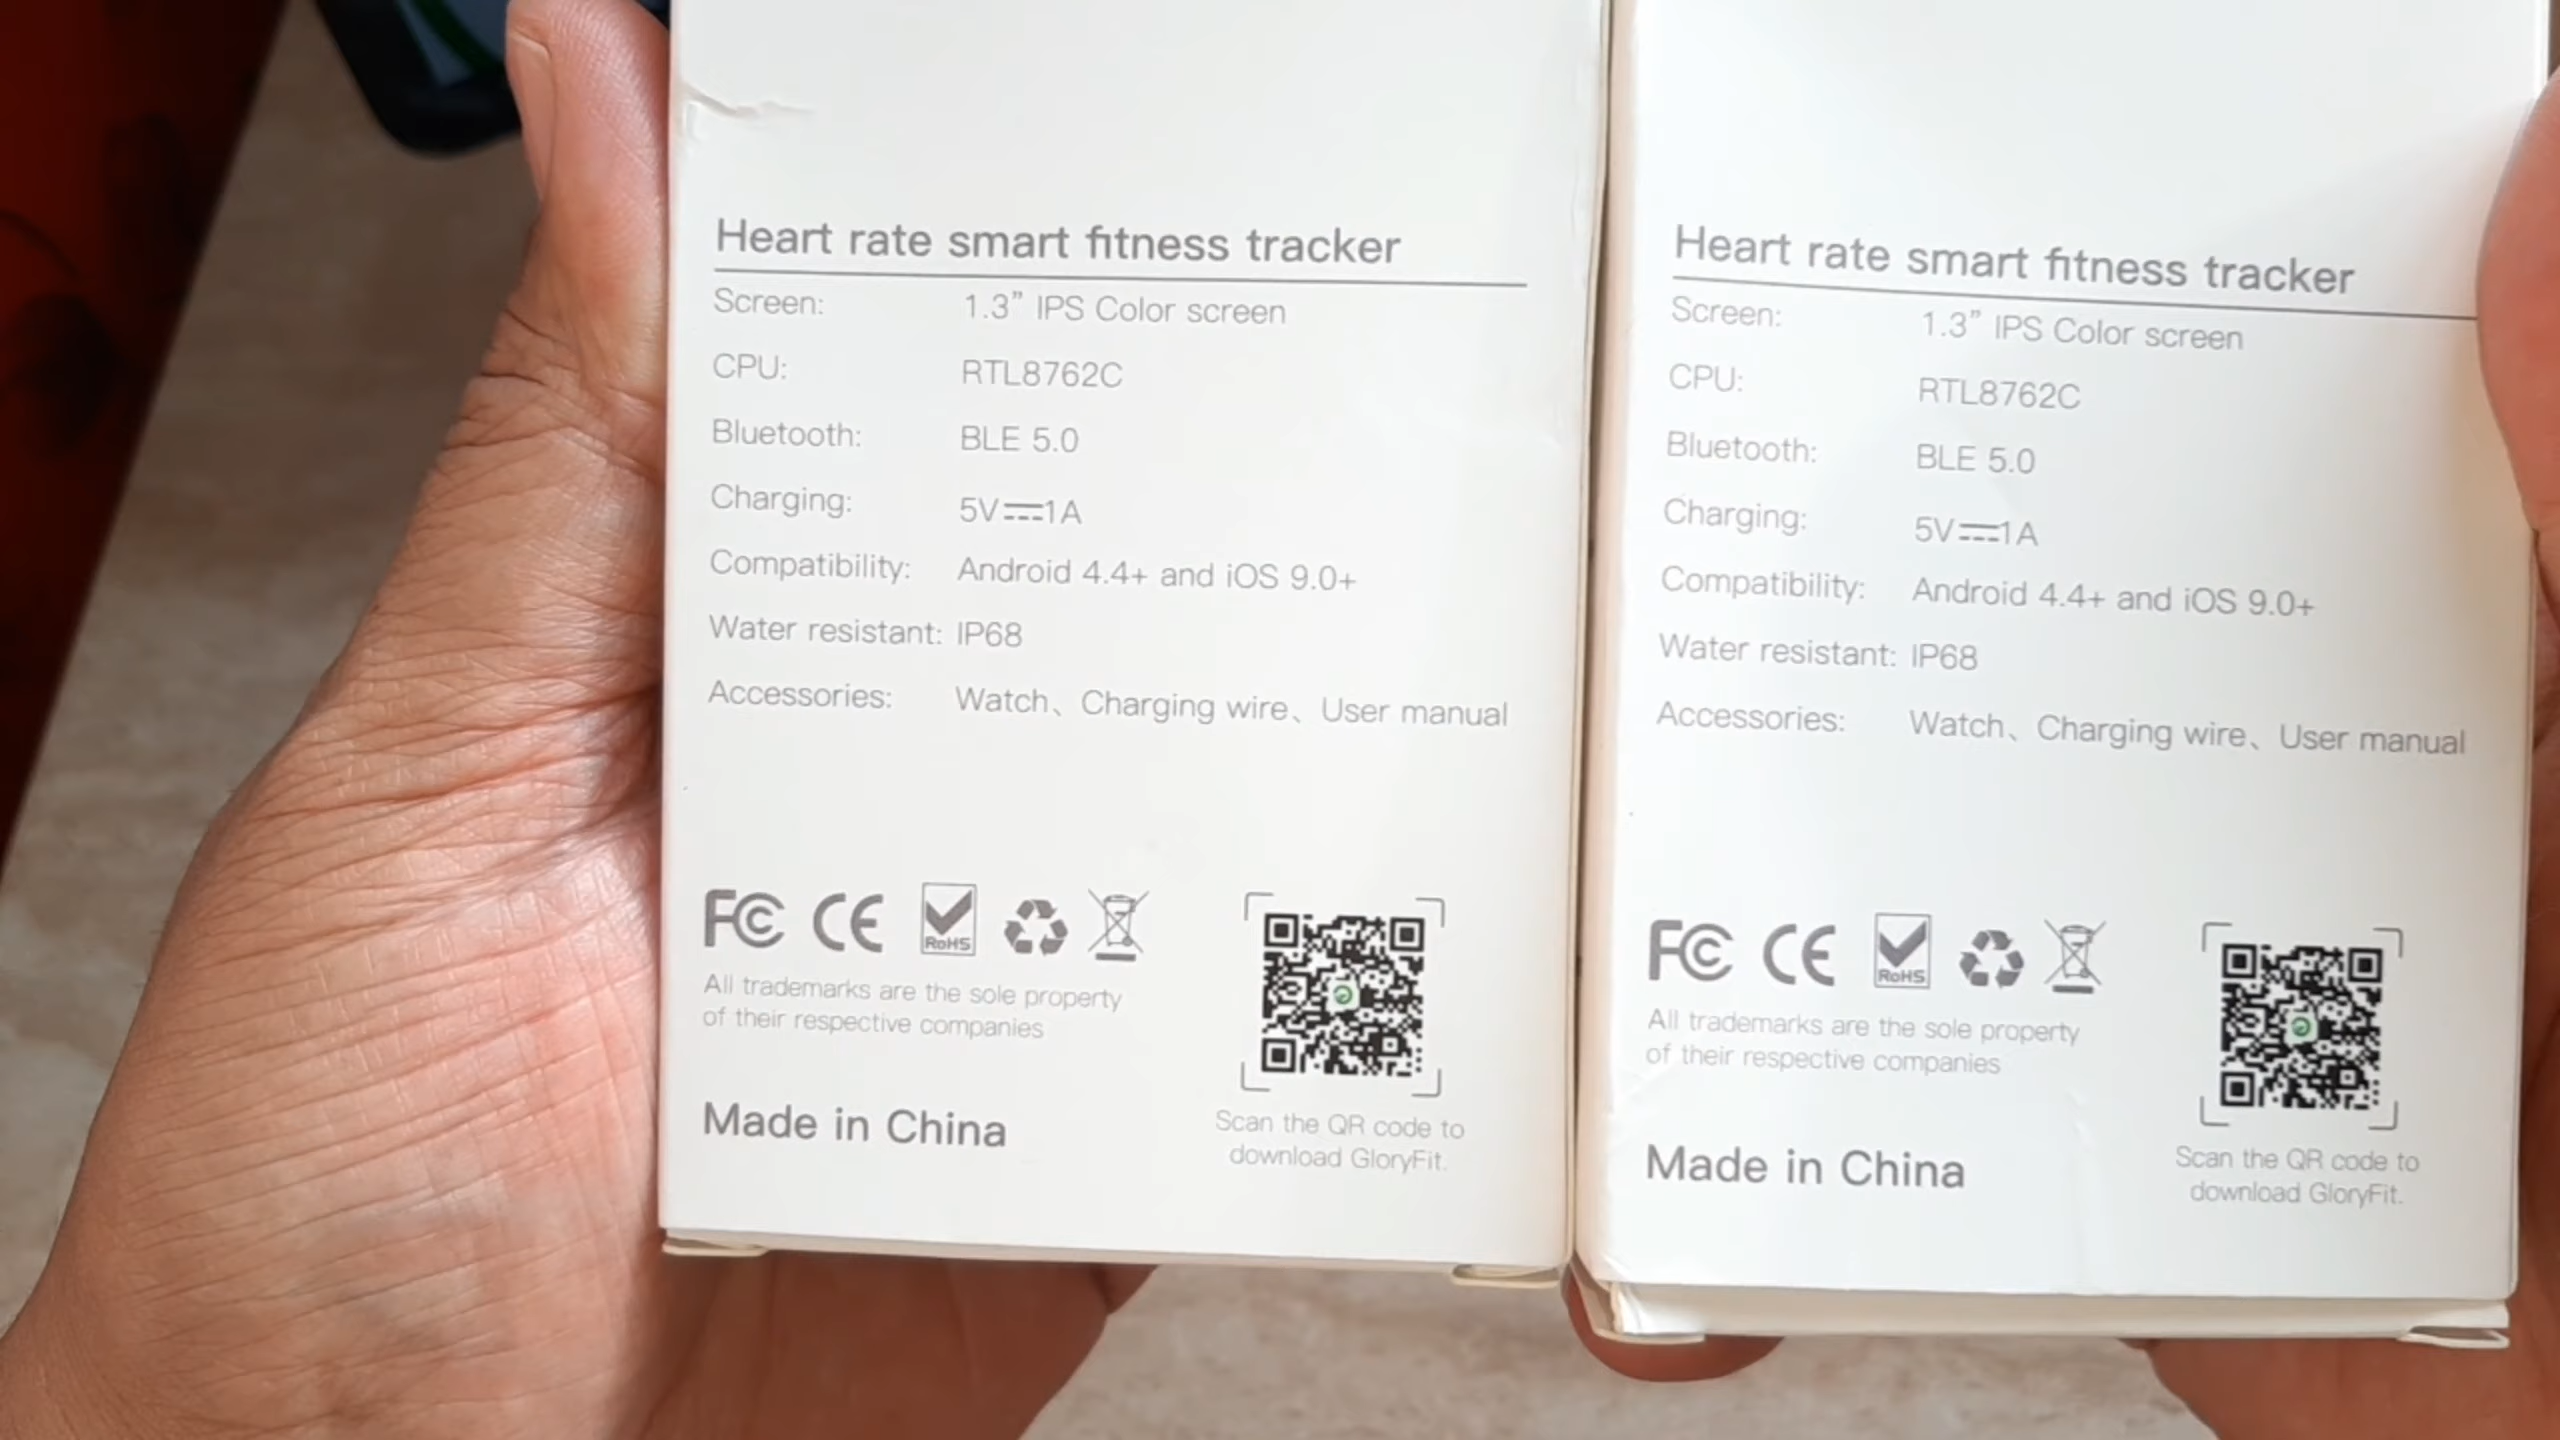 Heart rate smart fitness tracker
Screen: 1.3” IPS Color screen
CPU: RTL8762C
Bluetooth: BLE 5.0
Charging: 5V⎓1A
Compatibility: Android 4.4+ and iOS 9.0+
Water resistant: IP68
Accessories: Watch、Charging wire、User manual
FC CE RoHS
All trademarks are the sole property
of their respective companies
Made in China
Scan the QR code to
download GloryFit.
Heart rate smart fitness tracker
Screen: 1.3” IPS Color screen
CPU: RTL8762C
Bluetooth: BLE 5.0
Charging: 5V⎓1A
Compatibility: Android 4.4+ and iOS 9.0+
Water resistant: IP68
Accessories: Watch、Charging wire、User manual
FC CE RoHS
All trademarks are the sole property
of their respective companies
Made in China
Scan the QR code to
download GloryFit.